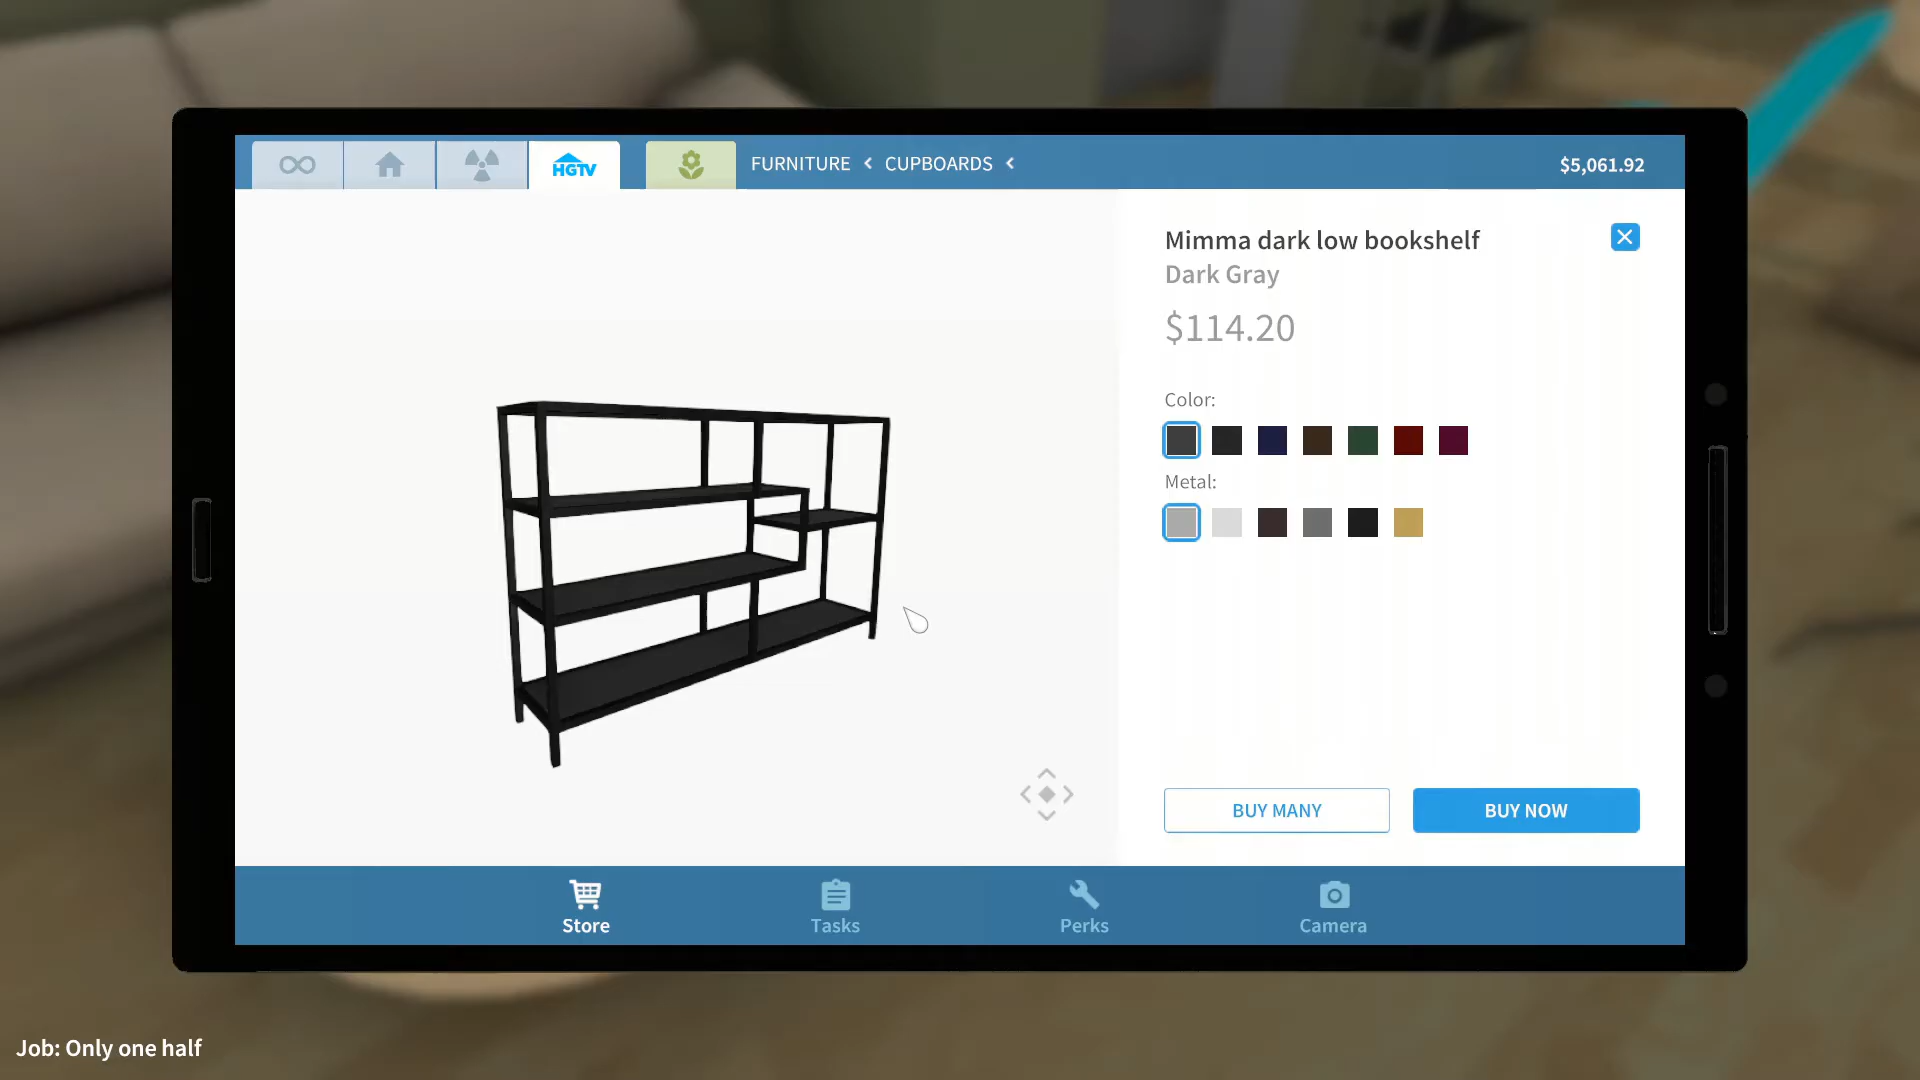 HGTV
FURNITURE < CUPBOARDS <
$5,061.92
Mimma dark low bookshelf
Dark Gray
$114.20
Color:
Metal:
BUY MANY
BUY NOW
Store
Tasks
Perks
Camera
Job: Only one half